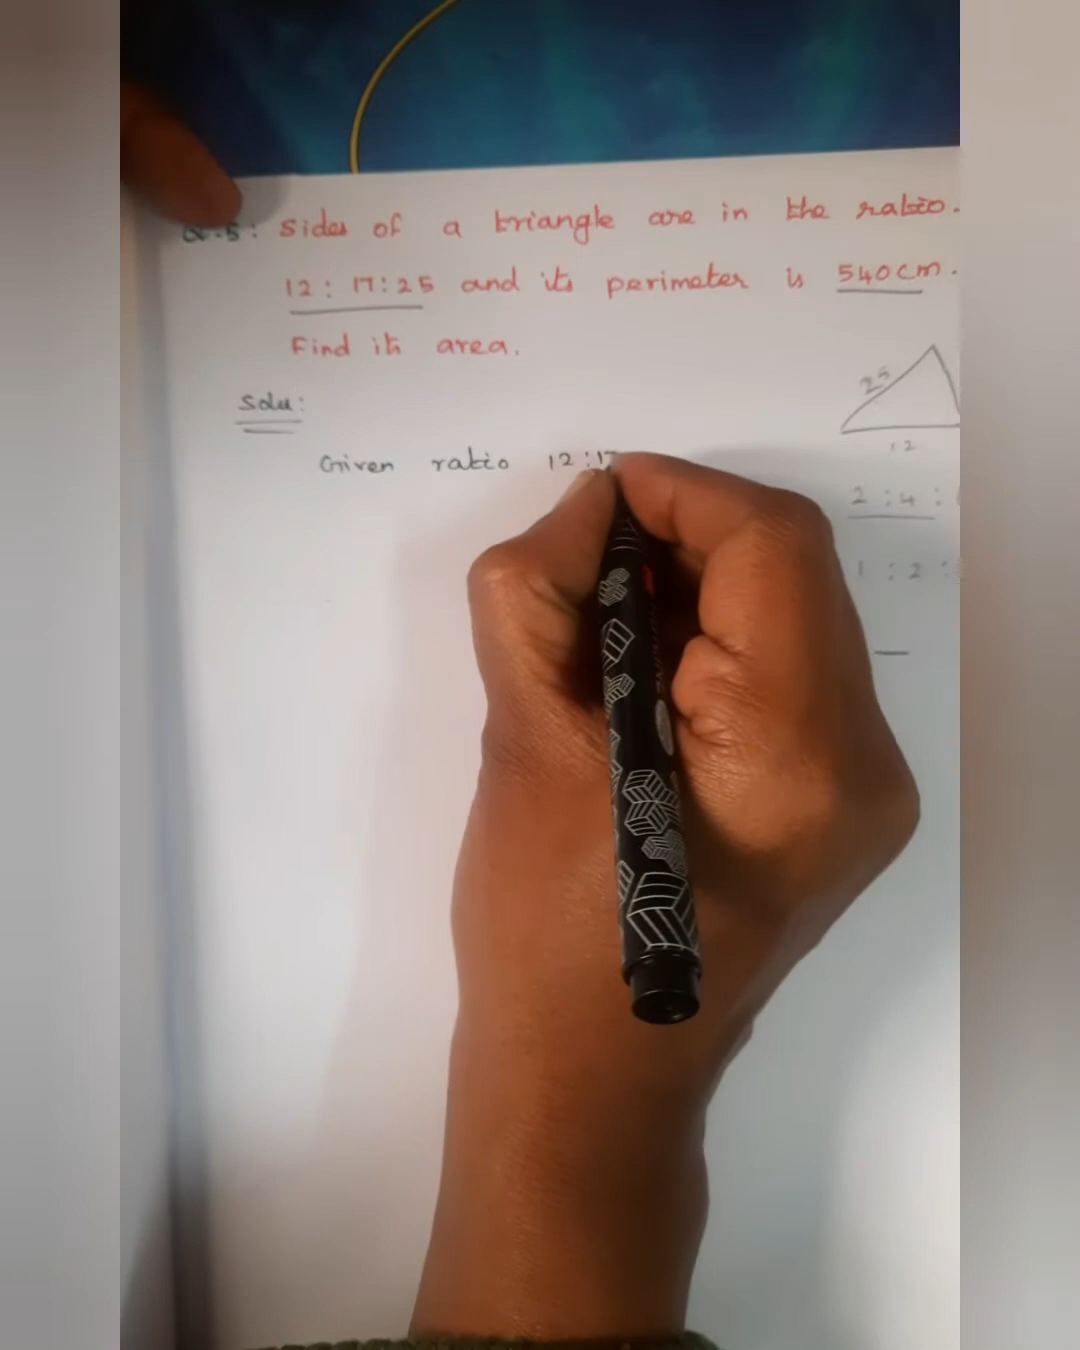 Q.5: Sides of a triangle are in the ratio.
12 : 17 : 25 and its perimeter is 540cm.
Find its area.
25
12
Solu:
Given ratio 12 : 17
2 : 4 :
1 : 2 :